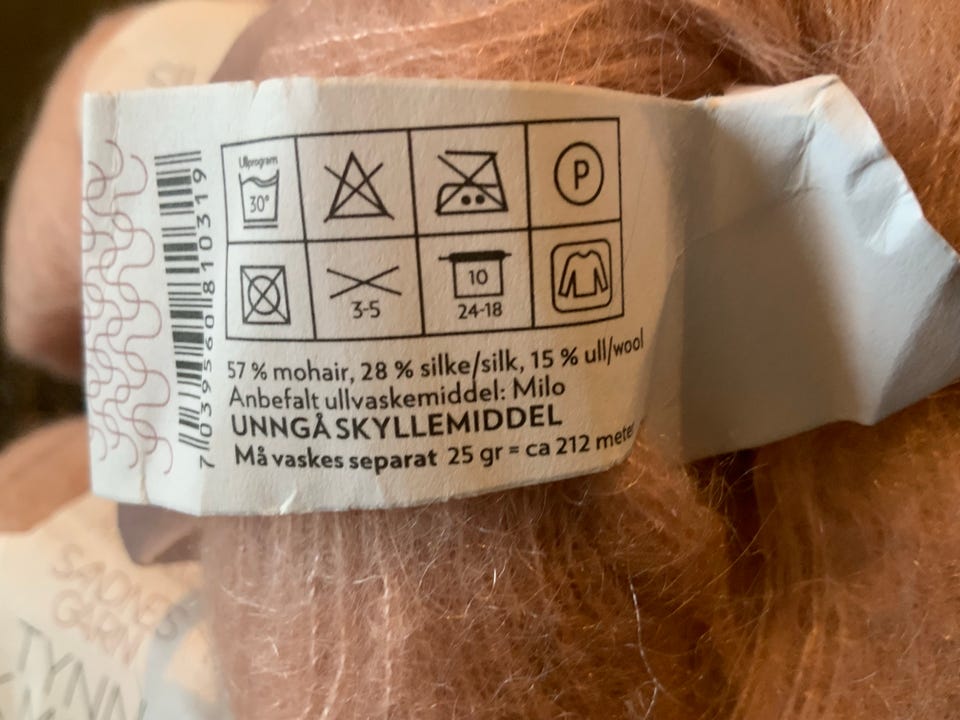 Ullprogram
30°
P
3-5
10
24-18
57 % mohair, 28 % silke/silk, 15 % ull/wool
Anbefalt ullvaskemiddel: Milo
UNNGÅ SKYLLEMIDDEL
Må vaskes separat 25 gr = ca 212 meter
7 039560 810319
SADNES
GARN
TYNN